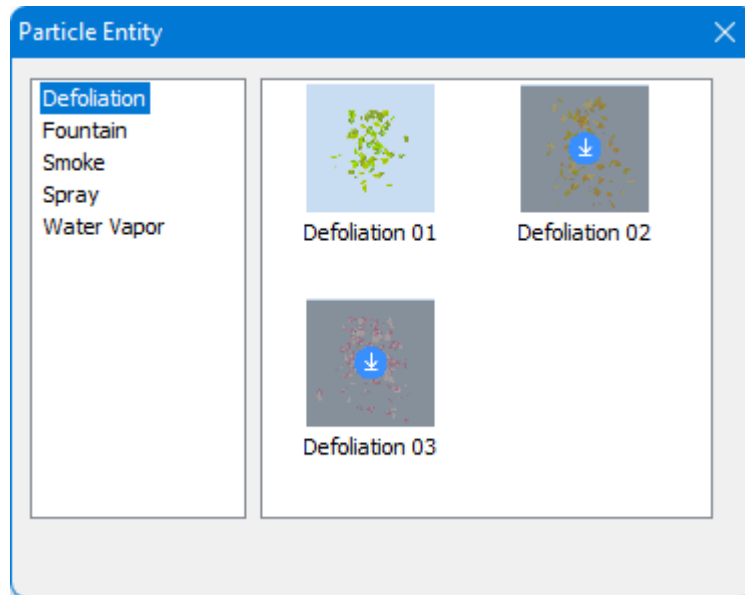 Particle Entity
Defoliation
Fountain
Smoke
Spray
Water Vapor
Defoliation 01
Defoliation 02
Defoliation 03